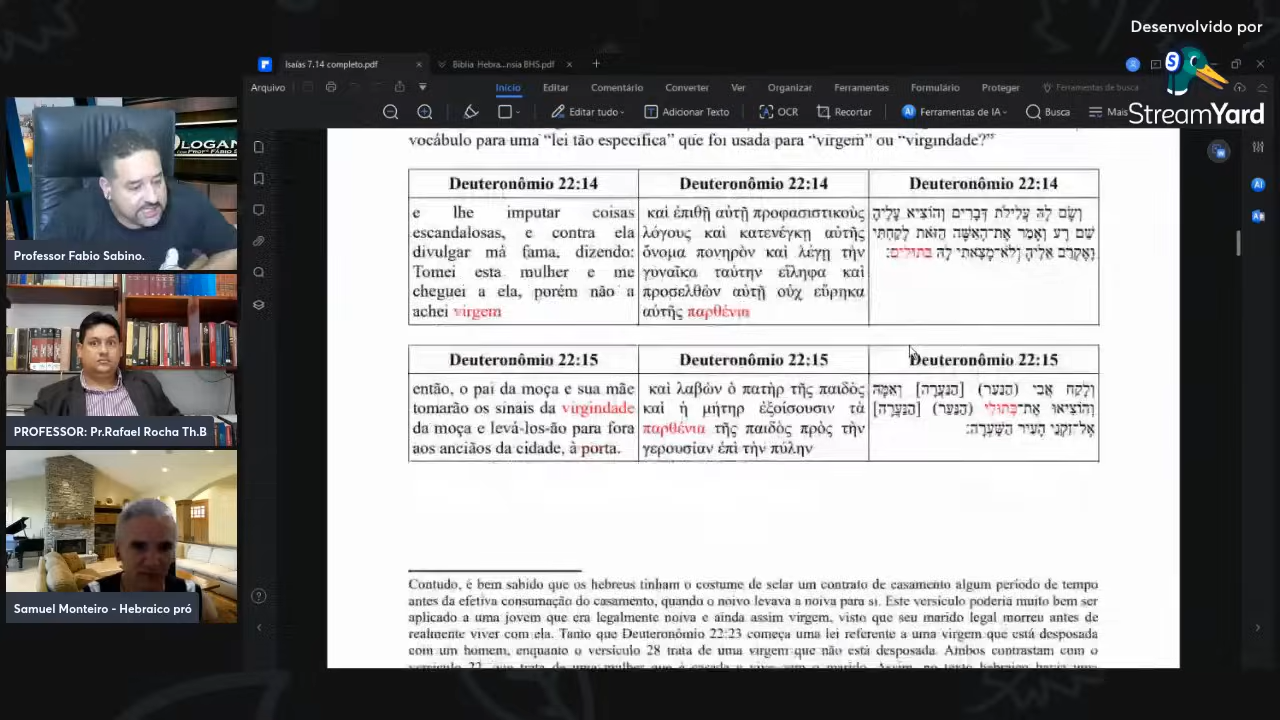 Desenvolvido por
StreamYard
Isaías 7.14 completo.pdf
Biblia Hebra...nsia BHS.pdf
Arquivo
Início
Editar
Comentário
Converter
Ver
Organizar
Ferramentas
Formulário
Proteger
Ferramentas de busca
Editar tudo
Adicionar Texto
OCR
Recortar
Ferramentas de IA
Busca
Mais
vocábulo para uma “lei tão específica” que foi usada para “virgem” ou “virgindade?”
Deuteronômio 22:14
e lhe imputar coisas
escandalosas, e contra ela
divulgar má fama, dizendo:
Tomei esta mulher e me
cheguei a ela, porém não a
achei virgem
Deuteronômio 22:14
καὶ ἐπιθῇ αὐτῇ προφασιστικοὺς
λόγους καὶ κατενέγκῃ αὐτῆς
ὄνομα πονηρὸν καὶ λέγῃ τὴν
γυναῖκα ταύτην εἴληφα καὶ
προσελθὼν αὐτῇ οὐχ εὕρηκα
αὐτῆς παρθένια
Deuteronômio 22:14
וְשָׂם לָהּ עֲלִילֹת דְּבָרִים וְהוֹצִיא עָלֶיהָ
שֵׁם רָע וְאָמַר אֶת־הָאִשָּׁה הַזֹּאת לָקַחְתִּי
וָאֶקְרַב אֵלֶיהָ וְלֹא־מָצָאתִי לָהּ בְּתוּלִים׃
Deuteronômio 22:15
então, o pai da moça e sua mãe
tomarão os sinais da virgindade
da moça e levá-los-ão para fora
aos anciãos da cidade, à porta.
Deuteronômio 22:15
καὶ λαβὼν ὁ πατὴρ τῆς παιδὸς
καὶ ἡ μήτηρ ἐξοίσουσιν τὰ
παρθένια τῆς παιδὸς πρὸς τὴν
γερουσίαν ἐπὶ τὴν πύλην
Deuteronômio 22:15
וְלָקַח אֲבִי (הַנַּעַר) [הַנַּעֲרָה] וְאִמָּהּ
וְהוֹצִיאוּ אֶת־בְּתוּלֵי (הַנַּעַר) [הַנַּעֲרָה]
אֶל־זִקְנֵי הָעִיר הַשָּׁעְרָה׃
Contudo, é bem sabido que os hebreus tinham o costume de selar um contrato de casamento algum período de tempo
antes da efetiva consumação do casamento, quando o noivo levava a noiva para si. Este versículo poderia muito bem ser
aplicado a uma jovem que era legalmente noiva e ainda assim virgem, visto que seu marido legal morreu antes de
realmente viver com ela. Tanto que Deuteronômio 22:23 começa uma lei referente a uma virgem que está desposada
com um homem, enquanto o versículo 28 trata de uma virgem que não está desposada. Ambos contrastam com o
Professor Fabio Sabino.
PROFESSOR: Pr.Rafael Rocha Th.B
Samuel Monteiro - Hebraico pró